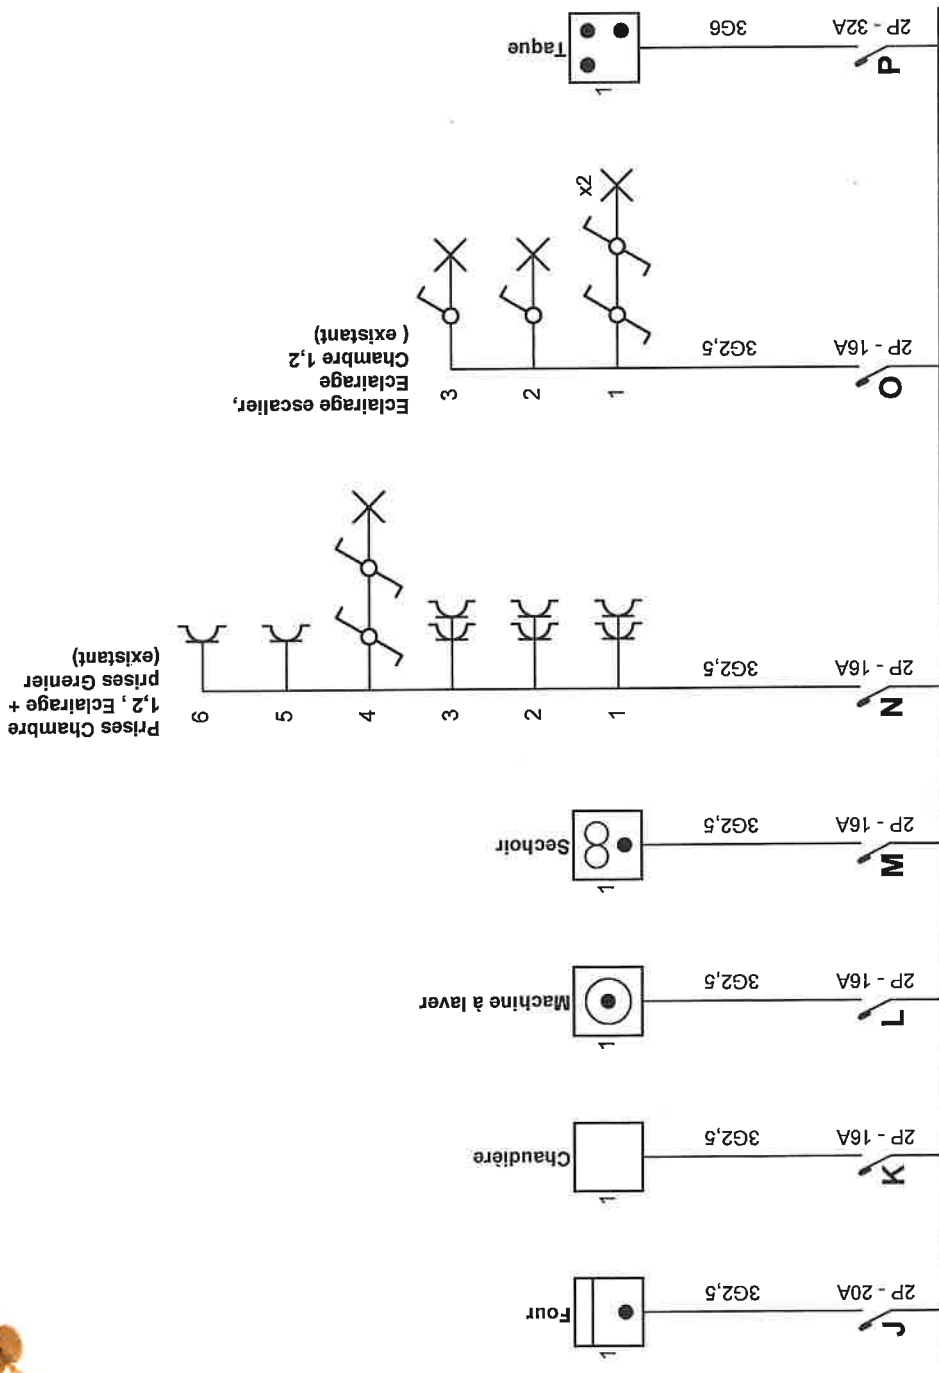 J
2P - 20A
3G2,5
1
Four
K
2P - 16A
3G2,5
1
Chaudière
L
2P - 16A
3G2,5
1
Machine à laver
M
2P - 16A
3G2,5
1
Sechoir
N
2P - 16A
3G2,5
1
2
3
4
5
6
Prises Chambre
1,2 , Eclairage +
prises Grenier
(existant)
O
2P - 16A
3G2,5
1
2
3
x2
Eclairage escalier,
Eclairage
Chambre 1,2
( existant)
P
2P - 32A
3G6
1
Taque